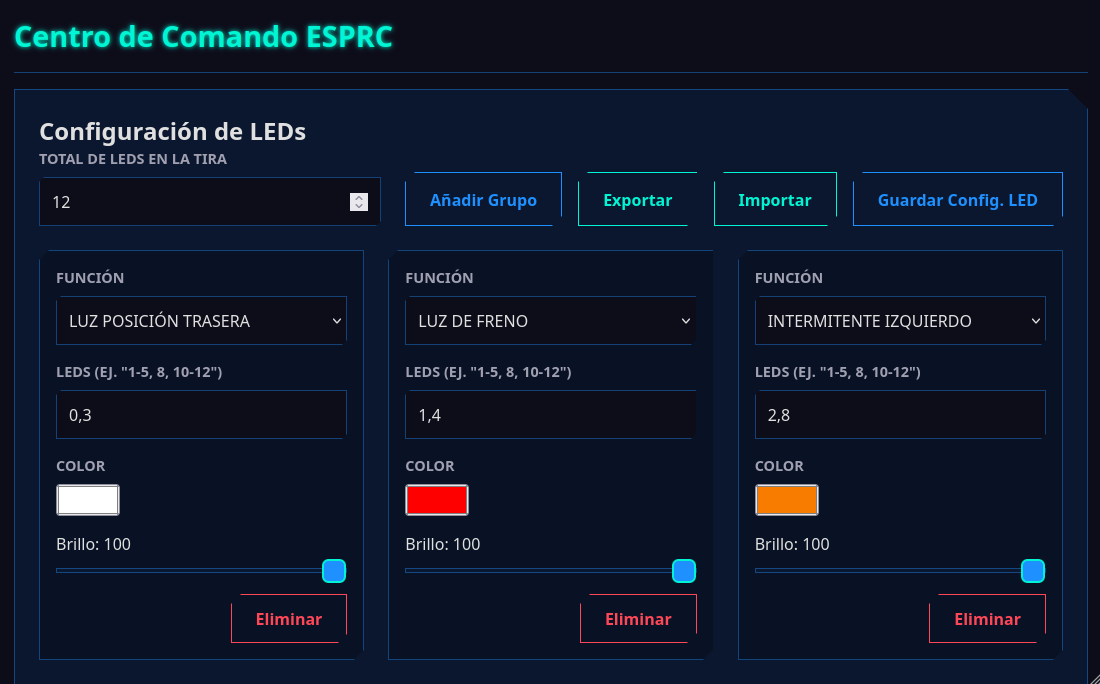 Centro de Comando ESPRC
Configuración de LEDs
TOTAL DE LEDS EN LA TIRA
12
Añadir Grupo
Exportar
Importar
Guardar Config. LED
FUNCIÓN
LUZ POSICIÓN TRASERA
LEDS (EJ. "1-5, 8, 10-12")
0,3
COLOR
Brillo: 100
Eliminar
FUNCIÓN
LUZ DE FRENO
LEDS (EJ. "1-5, 8, 10-12")
1,4
COLOR
Brillo: 100
Eliminar
FUNCIÓN
INTERMITENTE IZQUIERDO
LEDS (EJ. "1-5, 8, 10-12")
2,8
COLOR
Brillo: 100
Eliminar